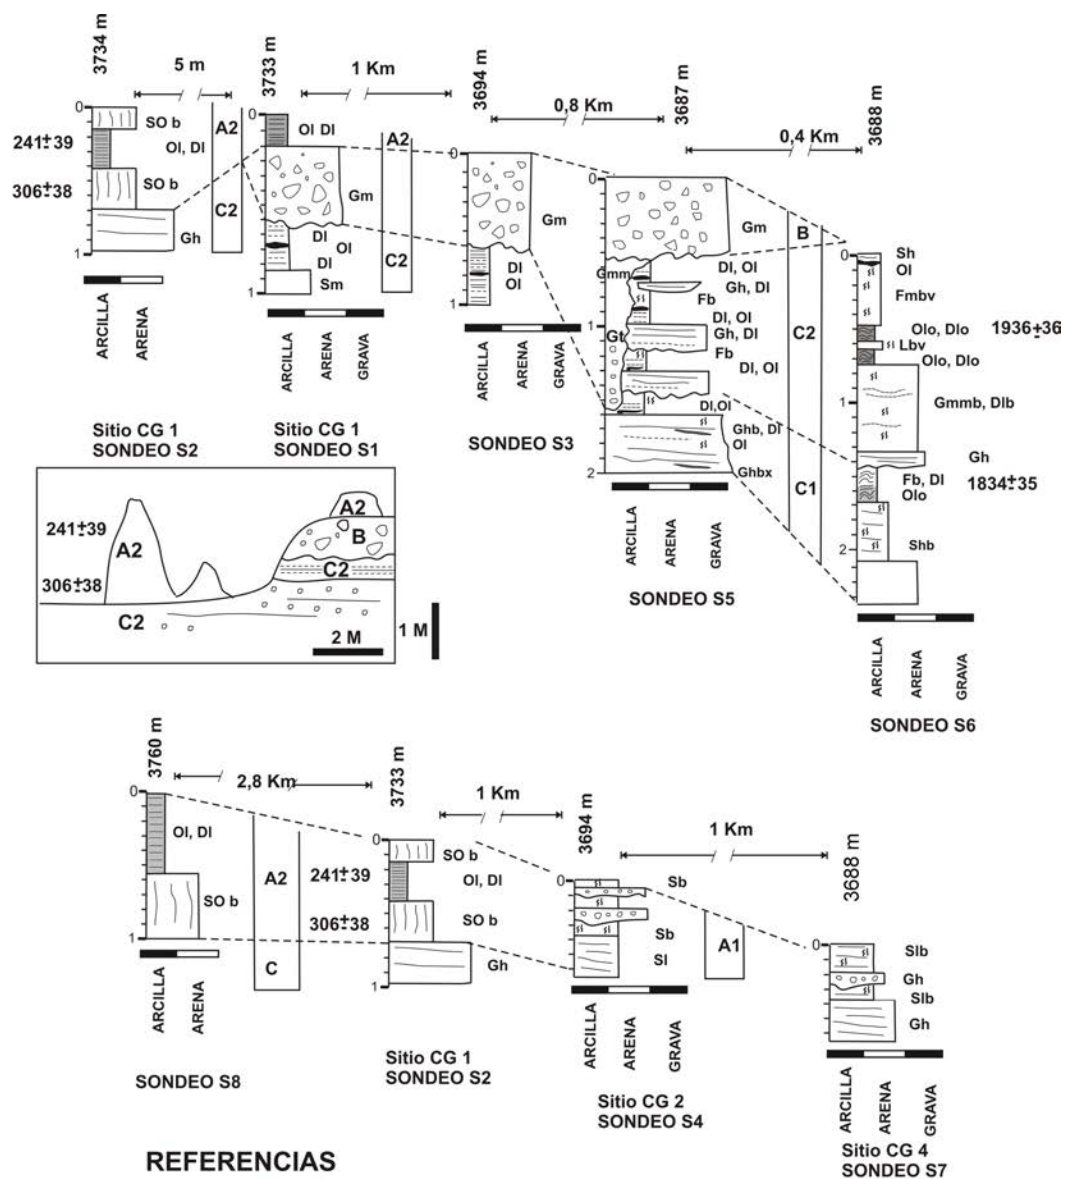 3734 m
5 m
3733 m
1 Km
3694 m
0,8 Km
3687 m
0,4 Km
3688 m
0
SO b
241±39
Ol, Dl
306±38
SO b
Gh
1
ARCILLA
ARENA
Sitio CG 1
SONDEO S2
A2
C2
0
Ol Dl
Gm
Dl
Ol
Dl
Sm
1
ARCILLA
ARENA
GRAVA
Sitio CG 1
SONDEO S1
A2
C2
0
Gm
Dl
Ol
1
ARCILLA
ARENA
GRAVA
SONDEO S3
0
Gm
Gmm
Dl, Ol
Gh, Dl
Fb
Dl, Ol
1
Gt
Gh, Dl
Fb
Dl, Ol
Dl,Ol
Ghb, Dl
Ol
Ghbx
2
ARCILLA
ARENA
GRAVA
SONDEO S5
B
C2
C1
0
Sh
Ol
Fmbv
Olo, Dlo
1936±36
Lbv
Olo, Dlo
1
Gmmb, Dlb
Gh
Fb, Dl
1834±35
Olo
Shb
2
ARCILLA
ARENA
GRAVA
SONDEO S6
241±39
A2
A2
B
306±38
C2
C2
2 M
1 M
3760 m
2,8 Km
3733 m
1 Km
3694 m
1 Km
3688 m
0
Ol, Dl
SO b
1
ARCILLA
ARENA
SONDEO S8
A2
C
0
SO b
241±39
Ol, Dl
306±38
SO b
Gh
1
ARCILLA
ARENA
Sitio CG 1
SONDEO S2
0
Sb
Sb
Sl
1
ARCILLA
ARENA
GRAVA
Sitio CG 2
SONDEO S4
A1
0
Slb
Gh
Slb
Gh
ARCILLA
ARENA
GRAVA
Sitio CG 4
SONDEO S7
REFERENCIAS